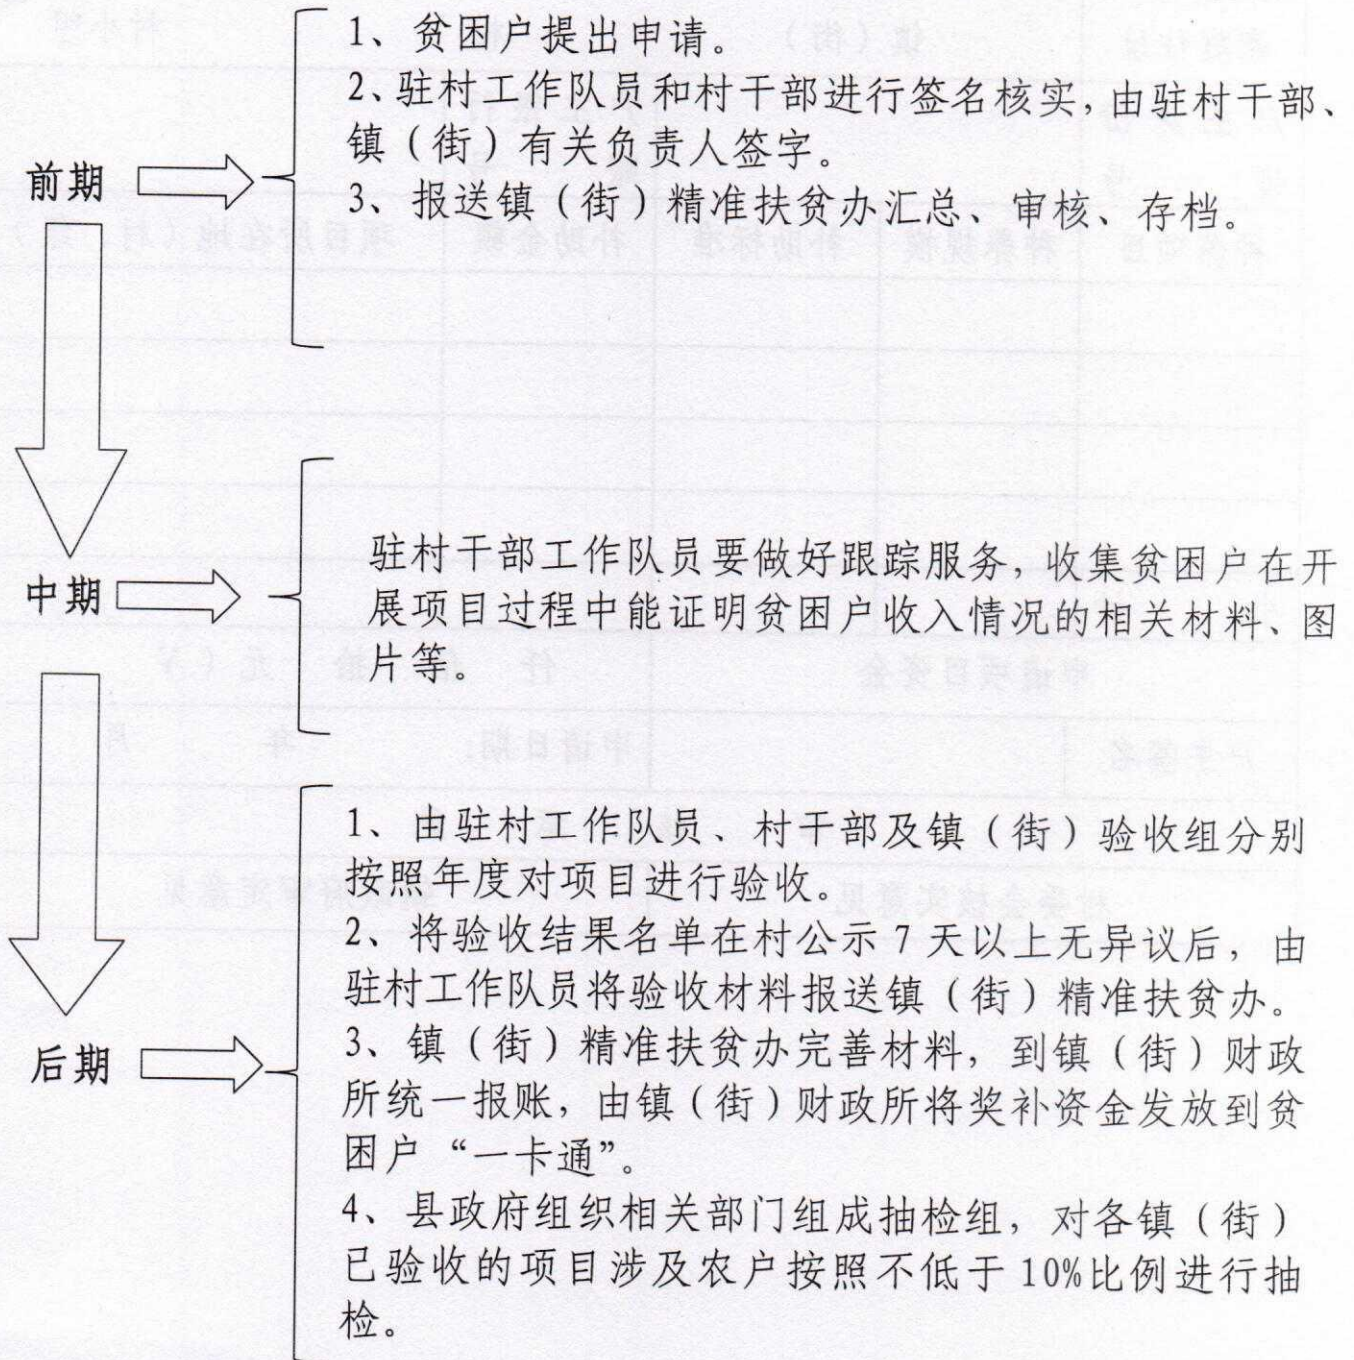 1、贫困户提出申请。
2、驻村工作队员和村干部进行签名核实，由驻村干部、
镇（街）有关负责人签字。
前期
3、报送镇（街）精准扶贫办汇总、审核、存档。
驻村干部工作队员要做好跟踪服务，收集贫困户在开
中期
展项目过程中能证明贫困户收入情况的相关材料、图
片等。
1、由驻村工作队员、村干部及镇（街）验收组分别
按照年度对项目进行验收。
2、将验收结果名单在村公示 7 天以上无异议后，由
驻村工作队员将验收材料报送镇（街）精准扶贫办。
后期
3、镇（街）精准扶贫办完善材料，到镇（街）财政
所统一报账，由镇（街）财政所将奖补资金发放到贫
困户“一卡通”。
4、县政府组织相关部门组成抽检组，对各镇（街）
已验收的项目涉及农户按照不低于 10%比例进行抽
检。